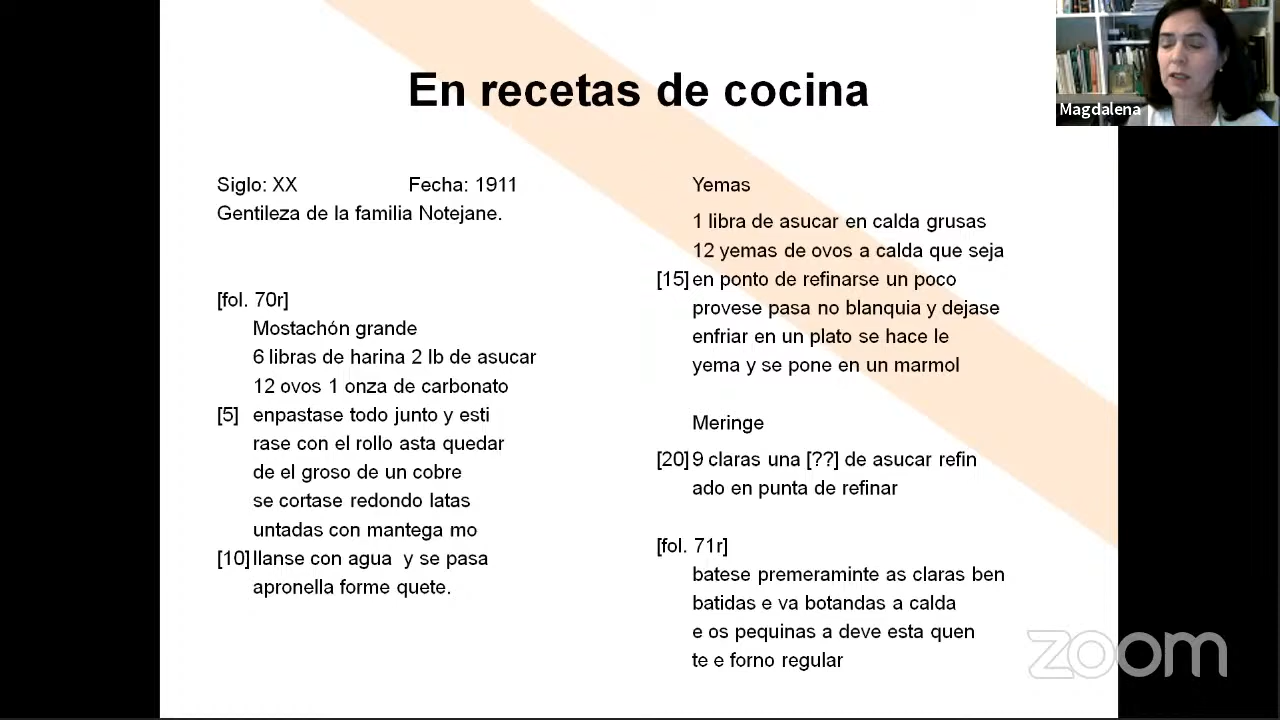 En recetas de cocina
Magdalena
Siglo: XX Fecha: 1911
Gentileza de la familia Notejane.
[fol. 70r]
Mostachón grande
6 libras de harina 2 lb de asucar
12 ovos 1 onza de carbonato
[5] enpastase todo junto y esti
rase con el rollo asta quedar
de el groso de un cobre
se cortase redondo latas
untadas con mantega mo
[10] llanse con agua y se pasa
apronella forme quete.
Yemas
1 libra de asucar en calda grusas
12 yemas de ovos a calda que seja
[15] en ponto de refinarse un poco
provese pasa no blanquia y dejase
enfriar en un plato se hace le
yema y se pone en un marmol
Meringe
[20] 9 claras una [??] de asucar refin
ado en punta de refinar
[fol. 71r]
batese premeraminte as claras ben
batidas e va botandas a calda
e os pequinas a deve esta quen
te e forno regular
zoom